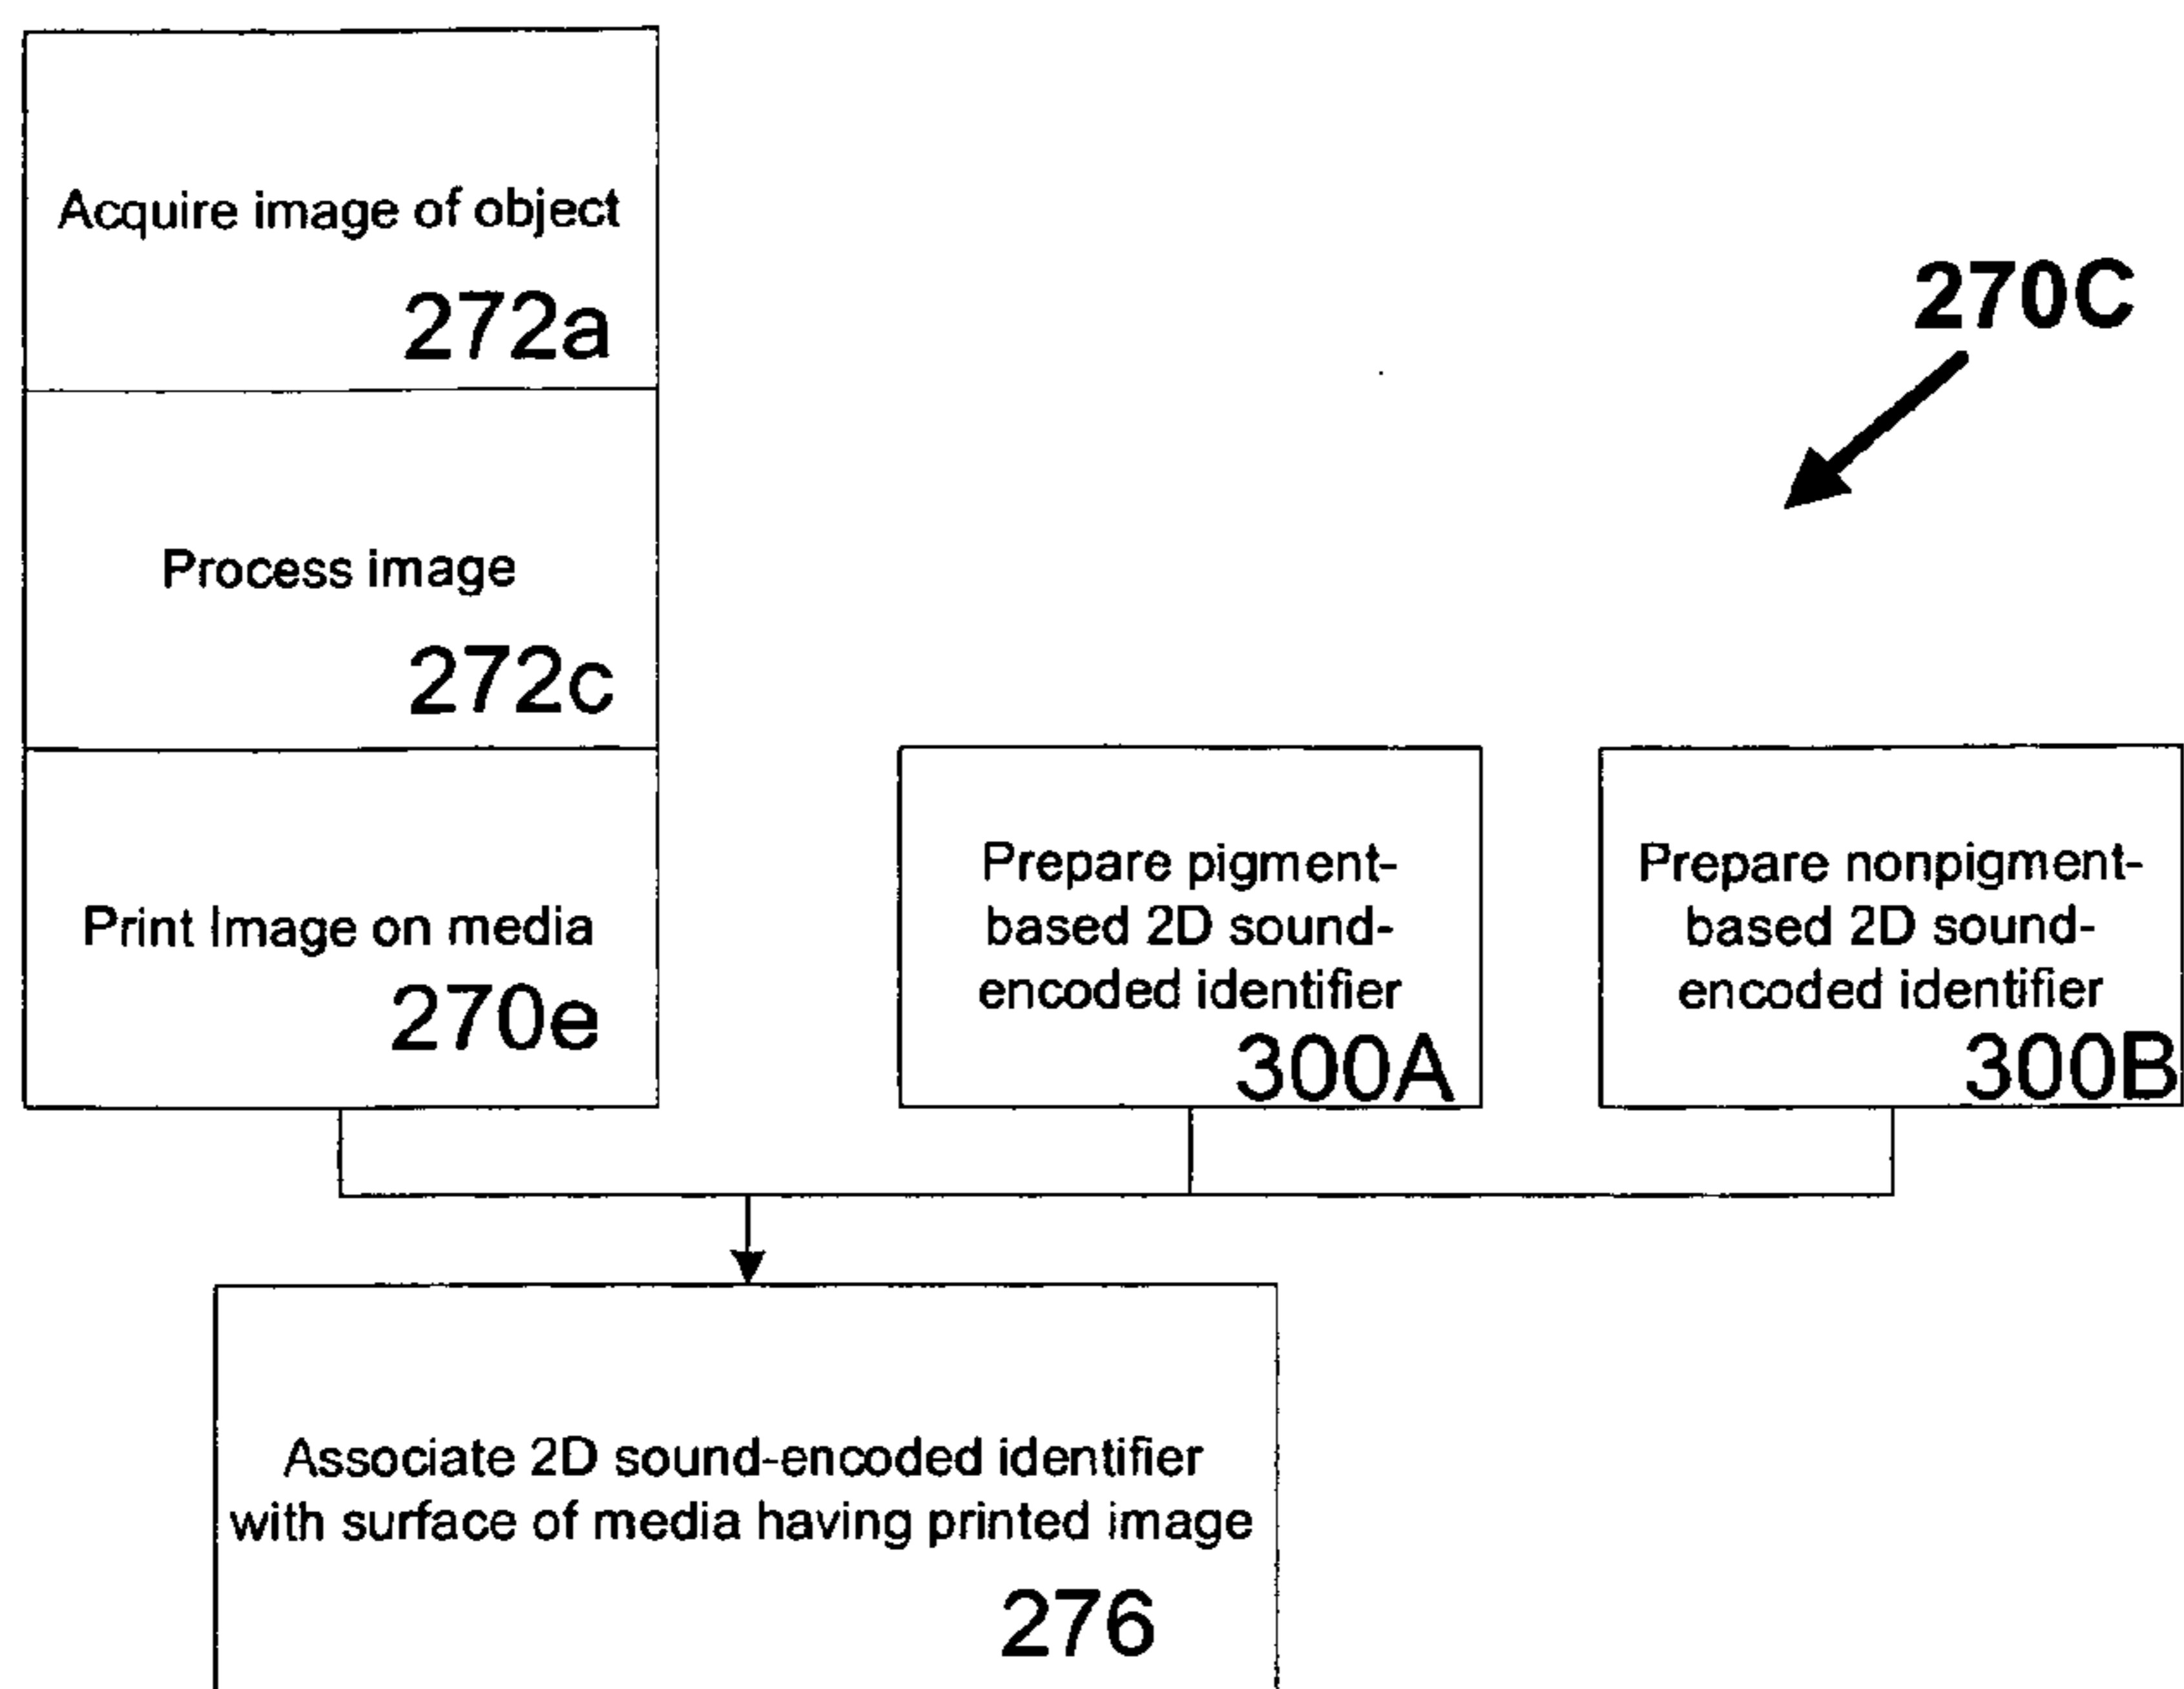 Acquire image of object
272a
270C
Process image
272c
Print Image on media
270e
Prepare pigment-
based 2D sound-
encoded identifier
300A
Prepare nonpigment-
based 2D sound-
encoded identifier
300B
Associate 2D sound-encoded identifier
with surface of media having printed image
276